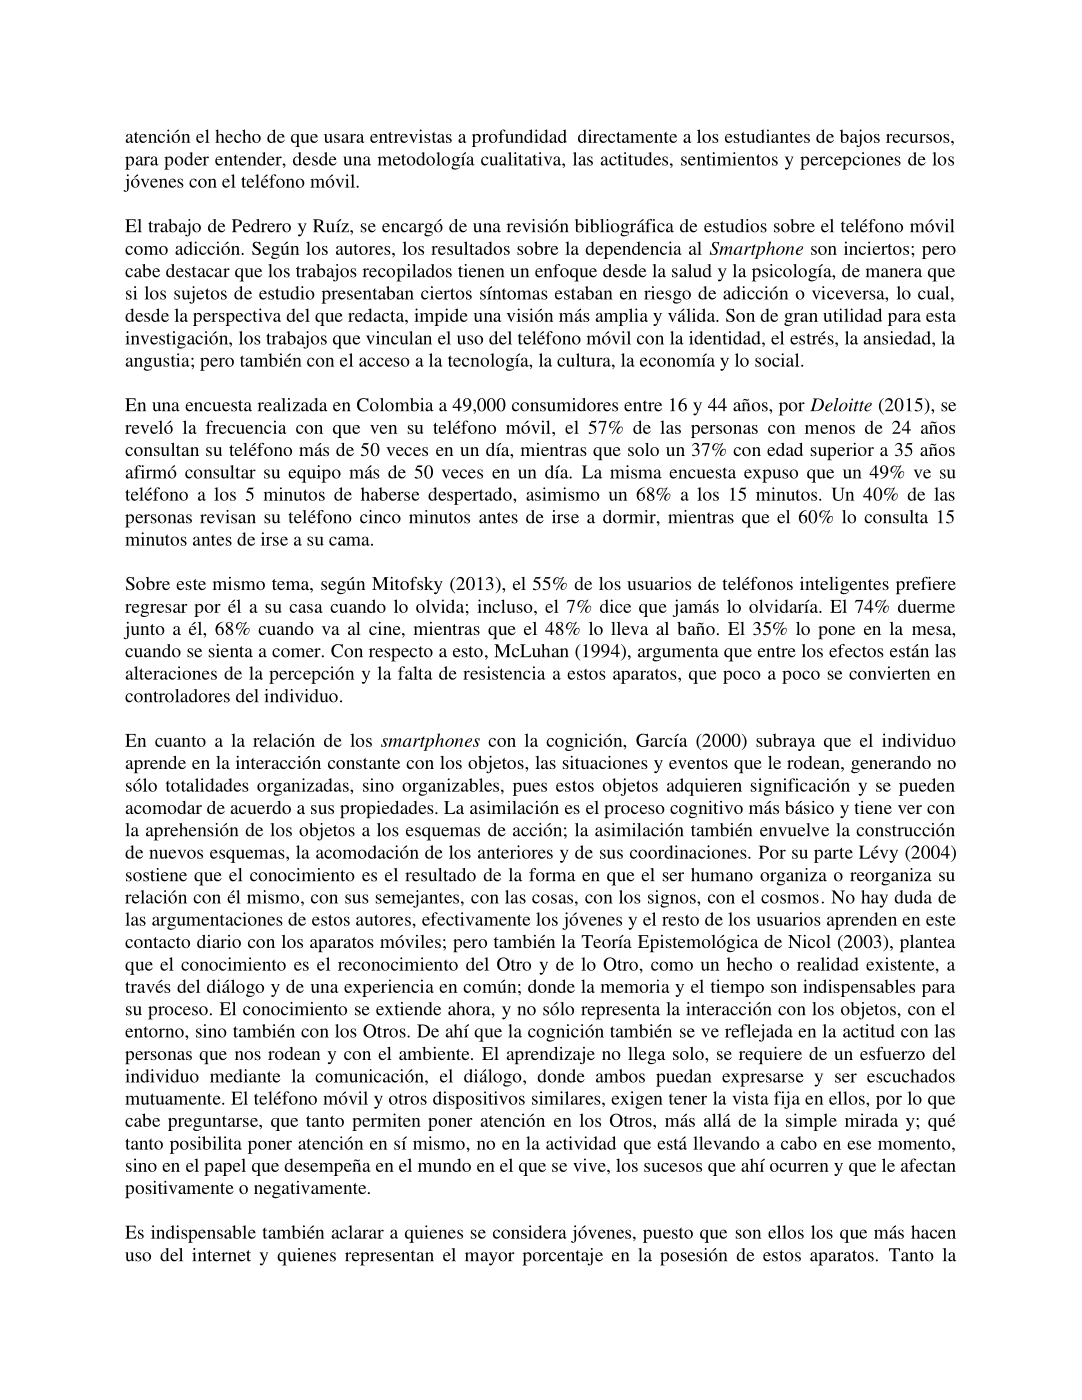 atención el hecho de que usara entrevistas a profundidad  directamente a los estudiantes de bajos recursos,
para poder entender, desde una metodología cualitativa, las actitudes, sentimientos y percepciones de los
jóvenes con el teléfono móvil.
El trabajo de Pedrero y Ruíz, se encargó de una revisión bibliográfica de estudios sobre el teléfono móvil
como adicción. Según los autores, los resultados sobre la dependencia al Smartphone son inciertos; pero
cabe destacar que los trabajos recopilados tienen un enfoque desde la salud y la psicología, de manera que
si los sujetos de estudio presentaban ciertos síntomas estaban en riesgo de adicción o viceversa, lo cual,
desde la perspectiva del que redacta, impide una visión más amplia y válida. Son de gran utilidad para esta
investigación, los trabajos que vinculan el uso del teléfono móvil con la identidad, el estrés, la ansiedad, la
angustia; pero también con el acceso a la tecnología, la cultura, la economía y lo social.
En una encuesta realizada en Colombia a 49,000 consumidores entre 16 y 44 años, por Deloitte (2015), se
reveló la frecuencia con que ven su teléfono móvil, el 57% de las personas con menos de 24 años
consultan su teléfono más de 50 veces en un día, mientras que solo un 37% con edad superior a 35 años
afirmó consultar su equipo más de 50 veces en un día. La misma encuesta expuso que un 49% ve su
teléfono a los 5 minutos de haberse despertado, asimismo un 68% a los 15 minutos. Un 40% de las
personas revisan su teléfono cinco minutos antes de irse a dormir, mientras que el 60% lo consulta 15
minutos antes de irse a su cama.
Sobre este mismo tema, según Mitofsky (2013), el 55% de los usuarios de teléfonos inteligentes prefiere
regresar por él a su casa cuando lo olvida; incluso, el 7% dice que jamás lo olvidaría. El 74% duerme
junto a él, 68% cuando va al cine, mientras que el 48% lo lleva al baño. El 35% lo pone en la mesa,
cuando se sienta a comer. Con respecto a esto, McLuhan (1994), argumenta que entre los efectos están las
alteraciones de la percepción y la falta de resistencia a estos aparatos, que poco a poco se convierten en
controladores del individuo.
En cuanto a la relación de los smartphones con la cognición, García (2000) subraya que el individuo
aprende en la interacción constante con los objetos, las situaciones y eventos que le rodean, generando no
sólo totalidades organizadas, sino organizables, pues estos objetos adquieren significación y se pueden
acomodar de acuerdo a sus propiedades. La asimilación es el proceso cognitivo más básico y tiene ver con
la aprehensión de los objetos a los esquemas de acción; la asimilación también envuelve la construcción
de nuevos esquemas, la acomodación de los anteriores y de sus coordinaciones. Por su parte Lévy (2004)
sostiene que el conocimiento es el resultado de la forma en que el ser humano organiza o reorganiza su
relación con él mismo, con sus semejantes, con las cosas, con los signos, con el cosmos. No hay duda de
las argumentaciones de estos autores, efectivamente los jóvenes y el resto de los usuarios aprenden en este
contacto diario con los aparatos móviles; pero también la Teoría Epistemológica de Nicol (2003), plantea
que el conocimiento es el reconocimiento del Otro y de lo Otro, como un hecho o realidad existente, a
través del diálogo y de una experiencia en común; donde la memoria y el tiempo son indispensables para
su proceso. El conocimiento se extiende ahora, y no sólo representa la interacción con los objetos, con el
entorno, sino también con los Otros. De ahí que la cognición también se ve reflejada en la actitud con las
personas que nos rodean y con el ambiente. El aprendizaje no llega solo, se requiere de un esfuerzo del
individuo mediante la comunicación, el diálogo, donde ambos puedan expresarse y ser escuchados
mutuamente. El teléfono móvil y otros dispositivos similares, exigen tener la vista fija en ellos, por lo que
cabe preguntarse, que tanto permiten poner atención en los Otros, más allá de la simple mirada y; qué
tanto posibilita poner atención en sí mismo, no en la actividad que está llevando a cabo en ese momento,
sino en el papel que desempeña en el mundo en el que se vive, los sucesos que ahí ocurren y que le afectan
positivamente o negativamente.
Es indispensable también aclarar a quienes se considera jóvenes, puesto que son ellos los que más hacen
uso del internet y quienes representan el mayor porcentaje en la posesión de estos aparatos. Tanto la